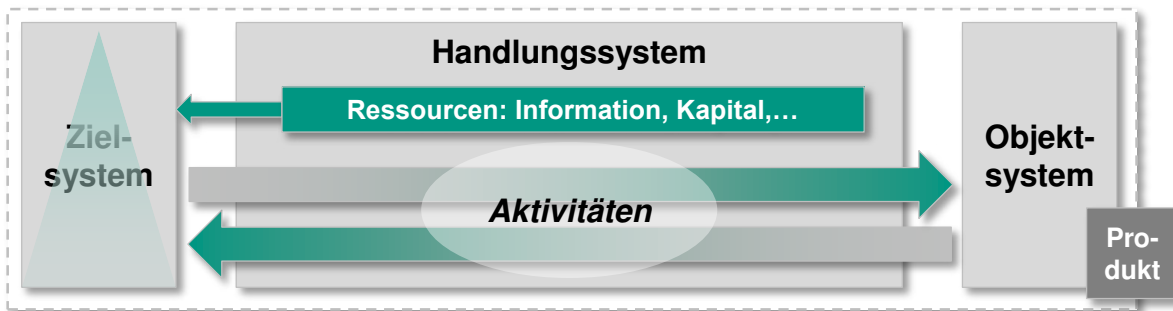 Handlungssystem
Ressourcen: Information, Kapital,…
Ziel-
system
Aktivitäten
Objekt-
system
Pro-
dukt